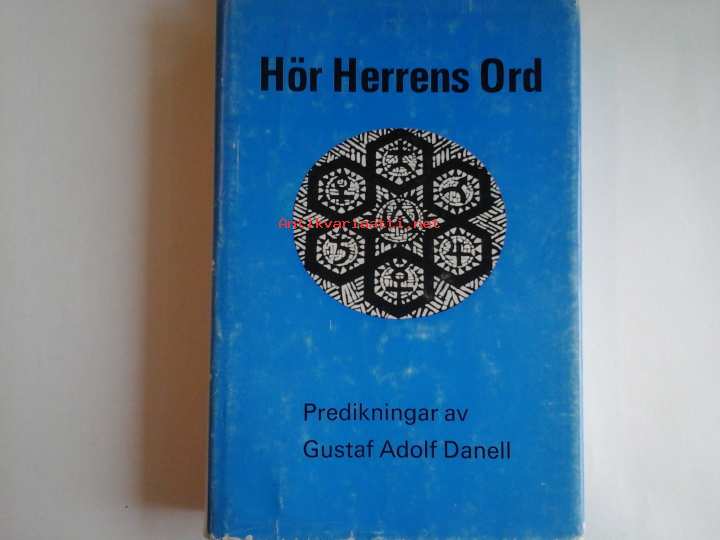 Hör Herrens Ord
Antikvariaatti.net
Predikningar av
Gustaf Adolf Danell